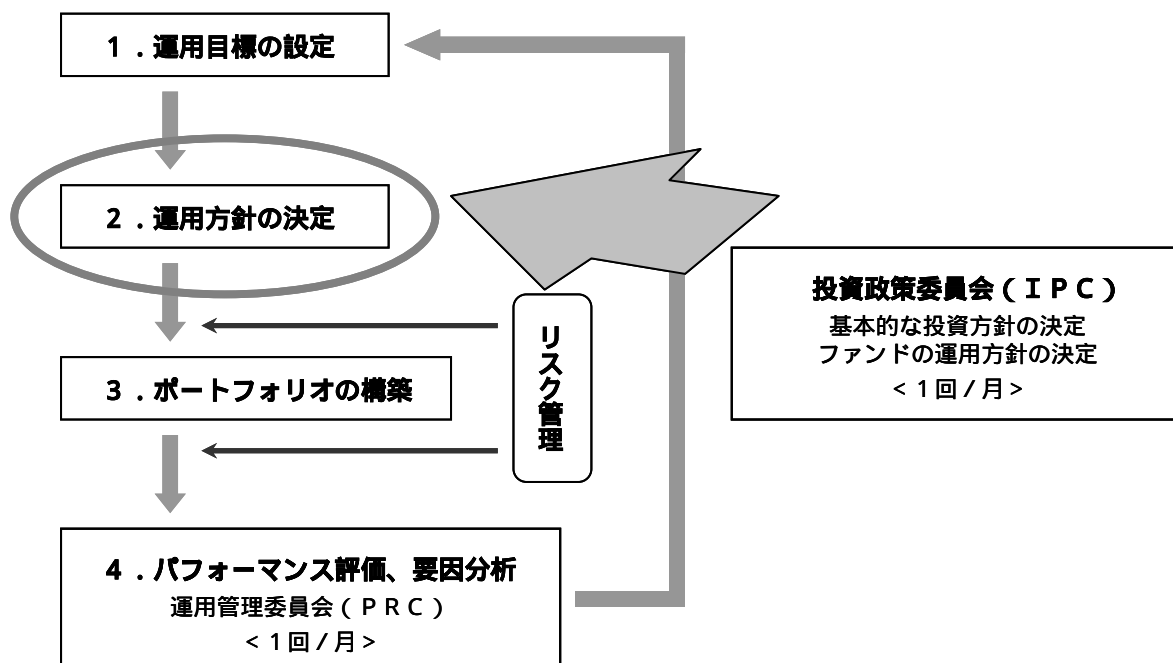 1．運用目標の設定
2．運用方針の決定
投資政策委員会（ＩＰＣ）
基本的な投資方針の決定
ファンドの運用方針の決定
＜1回／月＞
リスク管理
3．ポートフォリオの構築
4．パフォーマンス評価、要因分析
運用管理委員会（ＰＲＣ）
＜1回／月＞